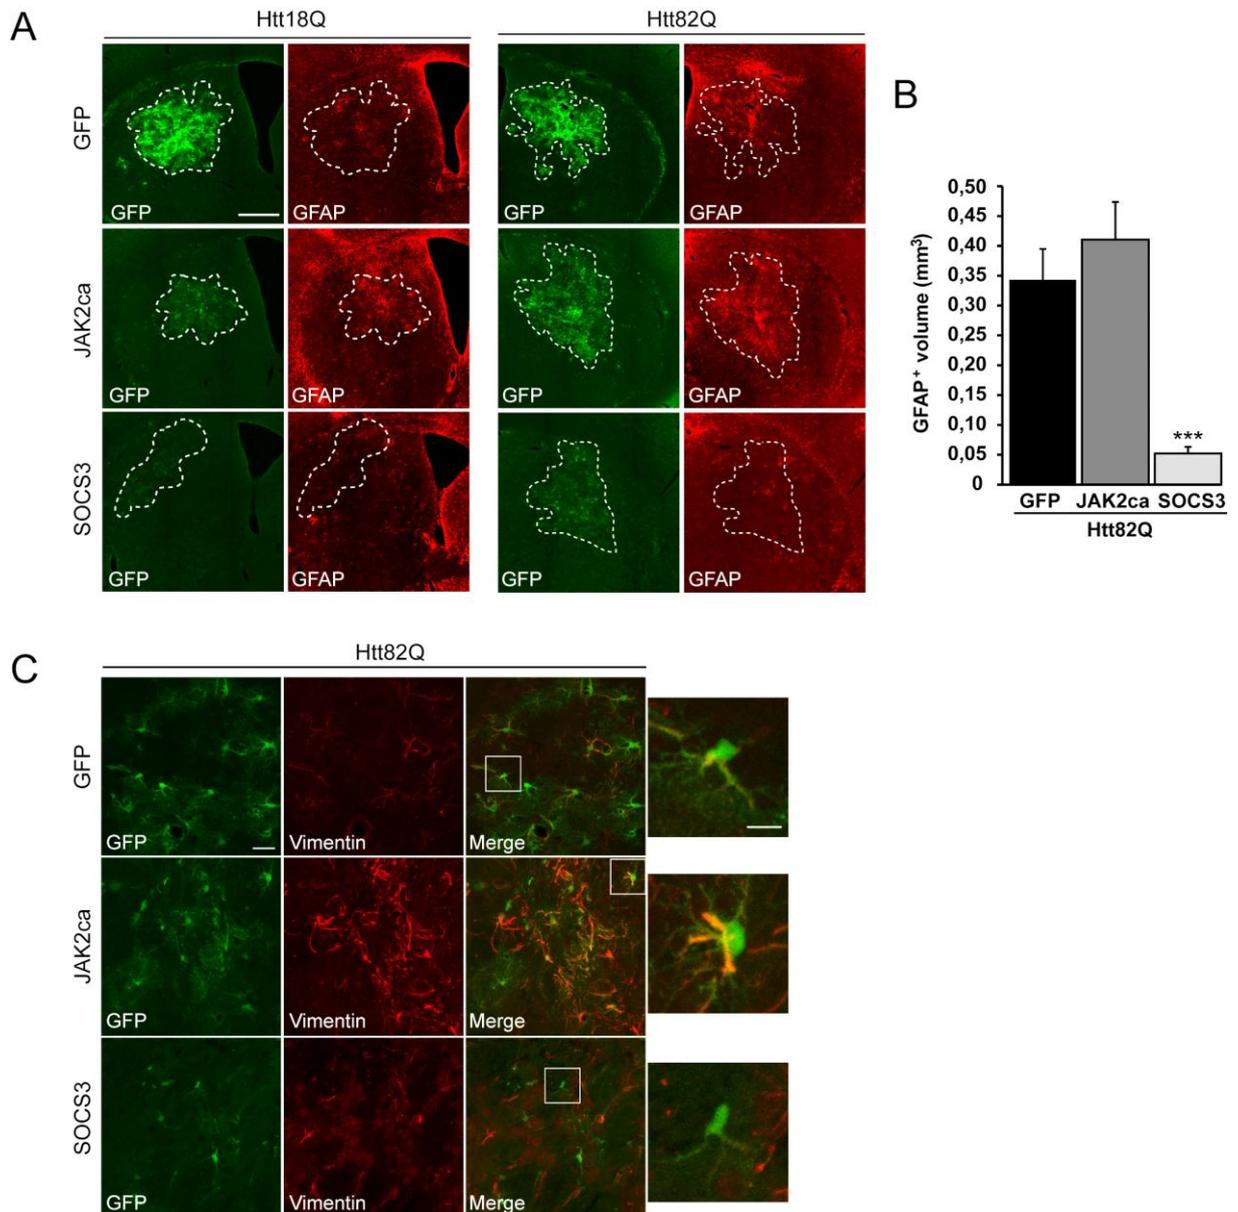 A
Htt18Q
Htt82Q
GFP
GFP
GFAP
GFP
GFAP
JAK2ca
GFP
GFAP
GFP
GFAP
SOCS3
GFP
GFAP
GFP
GFAP
B
GFAP⁺ volume (mm³)
0,50
0,45
0,40
0,35
0,30
0,25
0,20
0,15
0,10
0,05
0
***
GFP JAK2ca SOCS3
Htt82Q
C
Htt82Q
GFP
GFP
Vimentin
Merge
JAK2ca
GFP
Vimentin
Merge
SOCS3
GFP
Vimentin
Merge